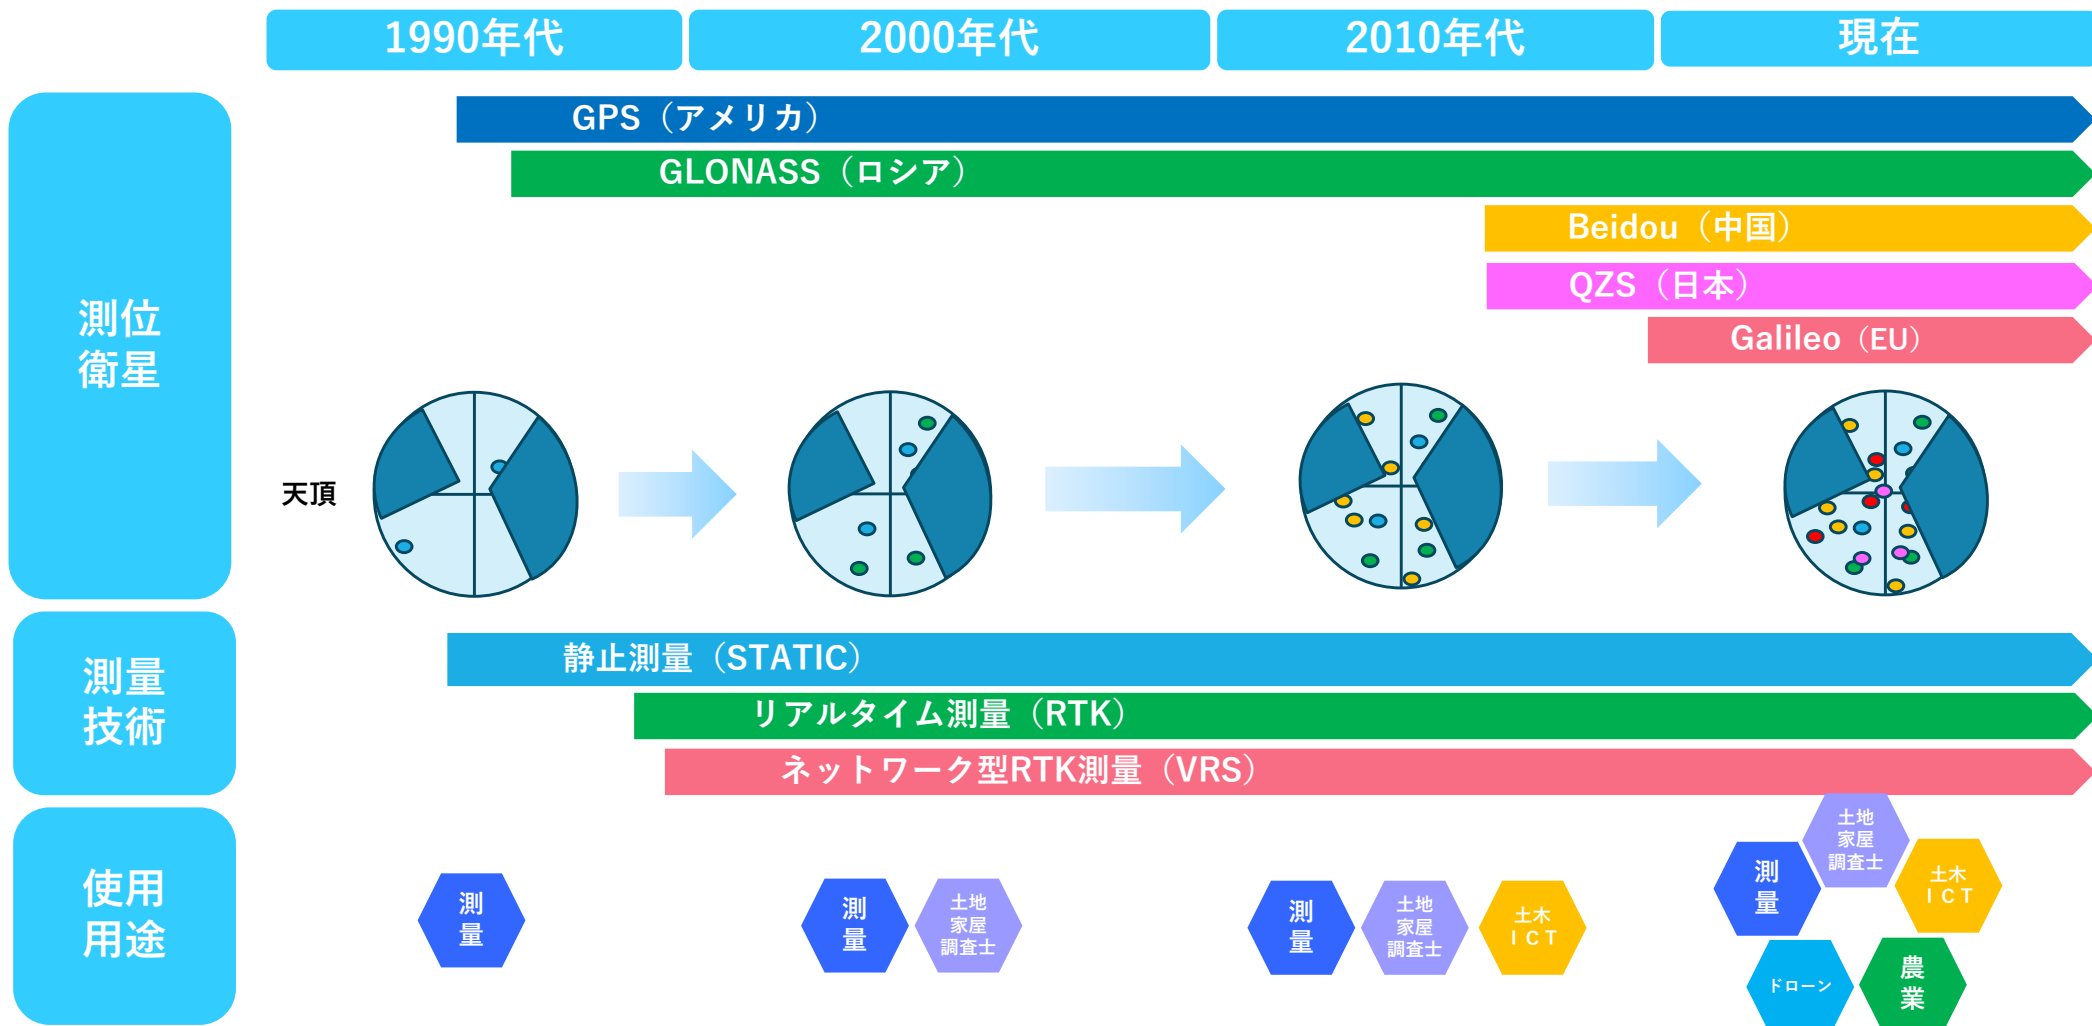 1990年代
2000年代
2010年代
現在
測位
衛星
GPS（アメリカ）
GLONASS（ロシア）
Beidou（中国）
QZS（日本）
Galileo（EU）
天頂
測量
技術
静止測量（STATIC）
リアルタイム測量（RTK）
ネットワーク型RTK測量（VRS）
使用
用途
測
量
測
量
土地
家屋
調査士
測
量
土地
家屋
調査士
土木
ＩＣＴ
測
量
土地
家屋
調査士
土木
ＩＣＴ
ドローン
農
業